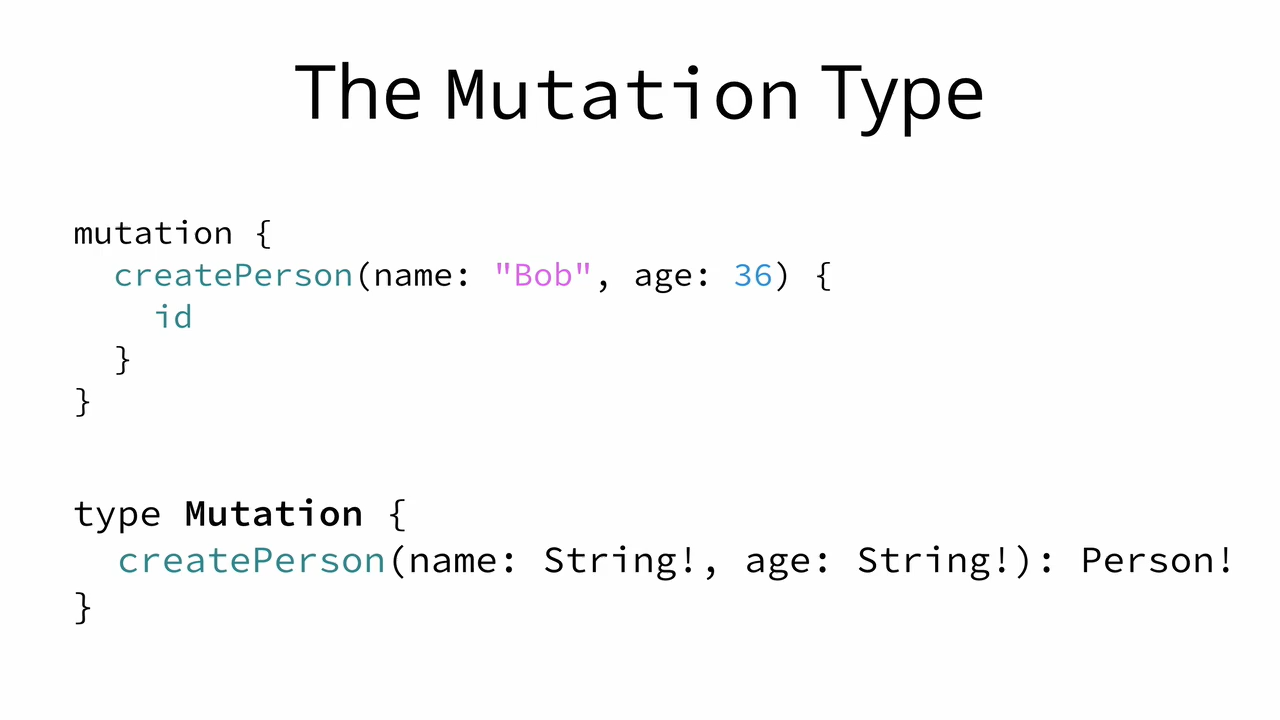 The Mutation Type
mutation {
  createPerson(name: "Bob", age: 36) {
    id
  }
}
type Mutation {
  createPerson(name: String!, age: String!): Person!
}